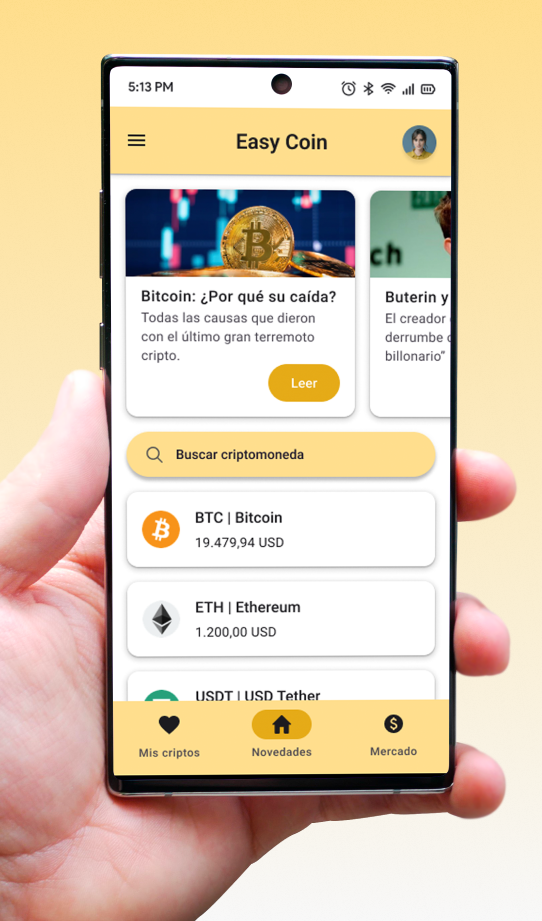 5:13 PM
Easy Coin
ch
Bitcoin: ¿Por qué su caída?
Todas las causas que dieron
con el último gran terremoto
cripto.
Leer
Buterin y
El creador
derrumbe
billonario"
Buscar criptomoneda
BTC | Bitcoin
19.479,94 USD
ETH | Ethereum
1.200,00 USD
USDT | USD Tether
Mis criptos
Novedades
Mercado